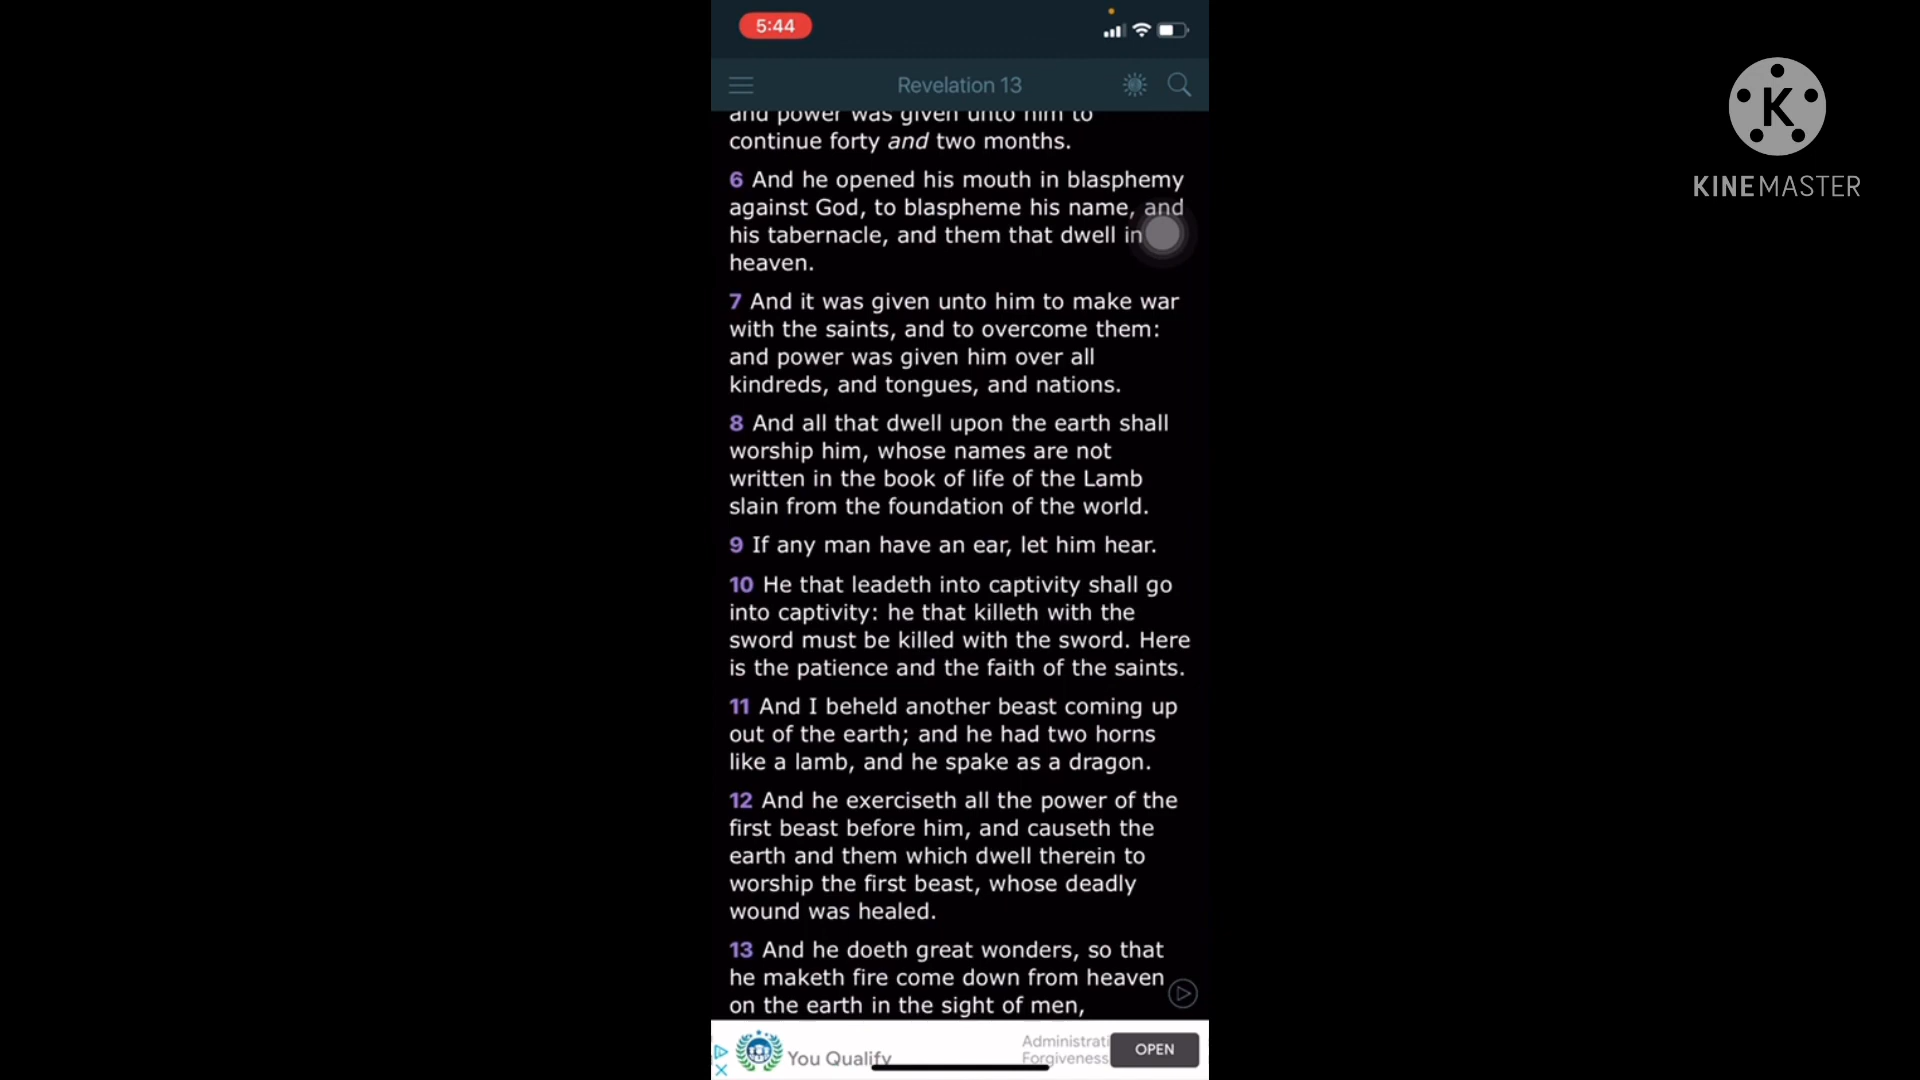 5:44
Revelation 13
K
KINEMASTER
and power was given unto him to
continue forty and two months.
6 And he opened his mouth in blasphemy
against God, to blaspheme his name, and
his tabernacle, and them that dwell in
heaven.
7 And it was given unto him to make war
with the saints, and to overcome them:
and power was given him over all
kindreds, and tongues, and nations.
8 And all that dwell upon the earth shall
worship him, whose names are not
written in the book of life of the Lamb
slain from the foundation of the world.
9 If any man have an ear, let him hear.
10 He that leadeth into captivity shall go
into captivity: he that killeth with the
sword must be killed with the sword. Here
is the patience and the faith of the saints.
11 And I beheld another beast coming up
out of the earth; and he had two horns
like a lamb, and he spake as a dragon.
12 And he exerciseth all the power of the
first beast before him, and causeth the
earth and them which dwell therein to
worship the first beast, whose deadly
wound was healed.
13 And he doeth great wonders, so that
he maketh fire come down from heaven
on the earth in the sight of men,
You Qualify
Administrati
Forgiveness
OPEN